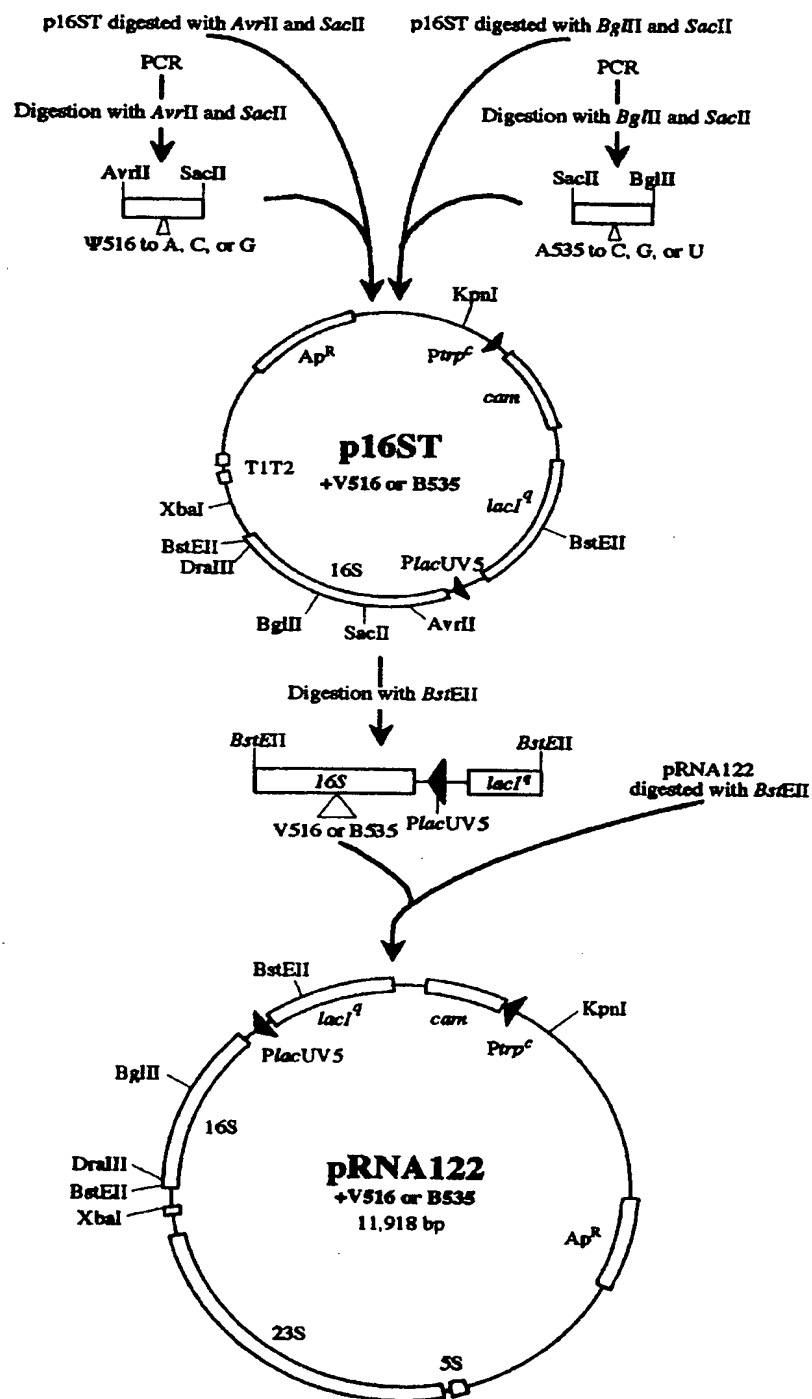 p16ST digested with AvrII and SacII
p16ST digested with BglII and SacII
PCR
PCR
Digestion with AvrII and SacII
Digestion with BglII and SacII
AvrII SacII
SacII BglII
Ψ516 to A, C, or G
A535 to C, G, or U
KpnI
Ap^R
Ptrp^c
cam
p16ST
+V516 or B535
T1T2
lacI^q
XbaI
BstEII
BstEII
DraIII
16S
PlacUV5
BglII
SacII
AvrII
Digestion with BstEII
BstEII
BstEII
16S
lacI^q
V516 or B535
PlacUV5
pRNA122
digested with BstEII
BstEII
lacI^q
cam
KpnI
PlacUV5
Ptrp^c
BglII
16S
DraIII
BstEII
XbaI
pRNA122
+V516 or B535
11,918 bp
Ap^R
23S
5S